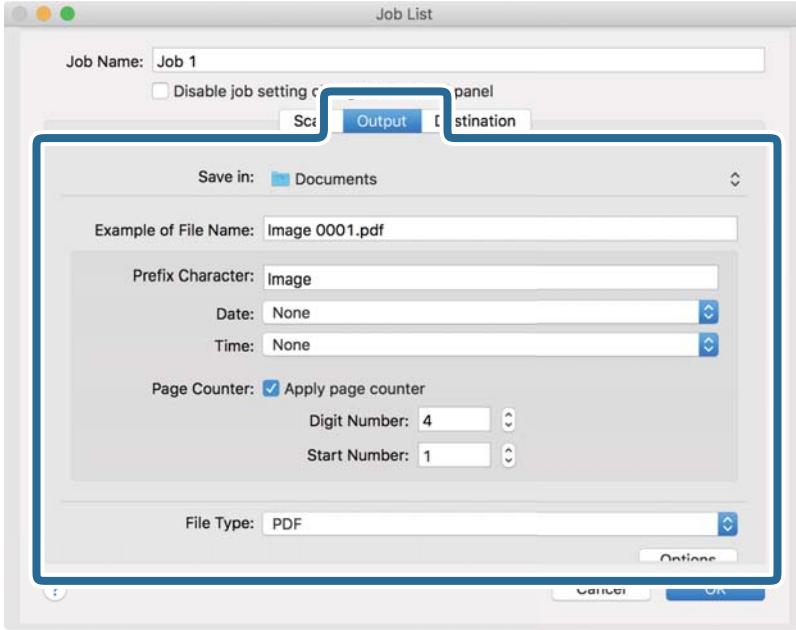 Job List
Job Name: Job 1
Disable job setting panel
Output Destination
Save in: Documents
Example of File Name: Image 0001.pdf
Prefix Character: Image
Date: None
Time: None
Page Counter: Apply page counter
Digit Number: 4
Start Number: 1
File Type: PDF
Options
?
Cancel OK